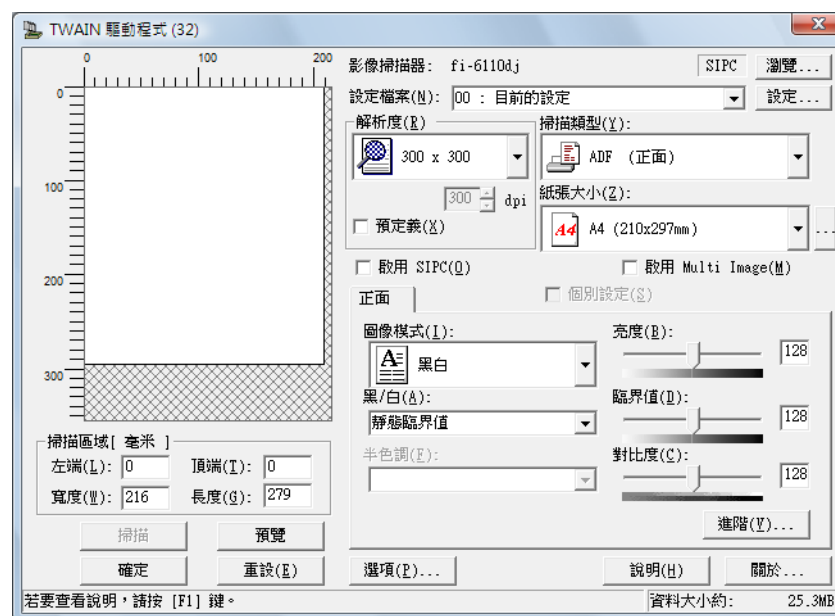 TWAIN 驅動程式 (32)
0 100 200
0
100
200
300
影像掃描器: fi-6110dj SIPC 瀏覽...
設定檔案(N): 00 : 目前的設定 設定...
解析度(R)
300 x 300
300 dpi
預定義(X)
掃描類型(Y):
ADF (正面)
紙張大小(Z):
A4 A4 (210x297mm) ...
啟用 SIPC(Q) 啟用 Multi Image(M)
正面 個別設定(S)
圖像模式(I):
A 黑白
黑/白(A):
靜態臨界值
半色調(F):
亮度(B):
128
臨界值(D):
128
對比度(C):
128
進階(V)...
掃描區域[ 毫米 ]
左端(L): 0 頂端(T): 0
寬度(W): 216 長度(G): 279
掃描 預覽
確定 重設(E) 選項(P)... 說明(H) 關於...
若要查看說明,請按 [F1] 鍵。 資料大小約: 25.3MB